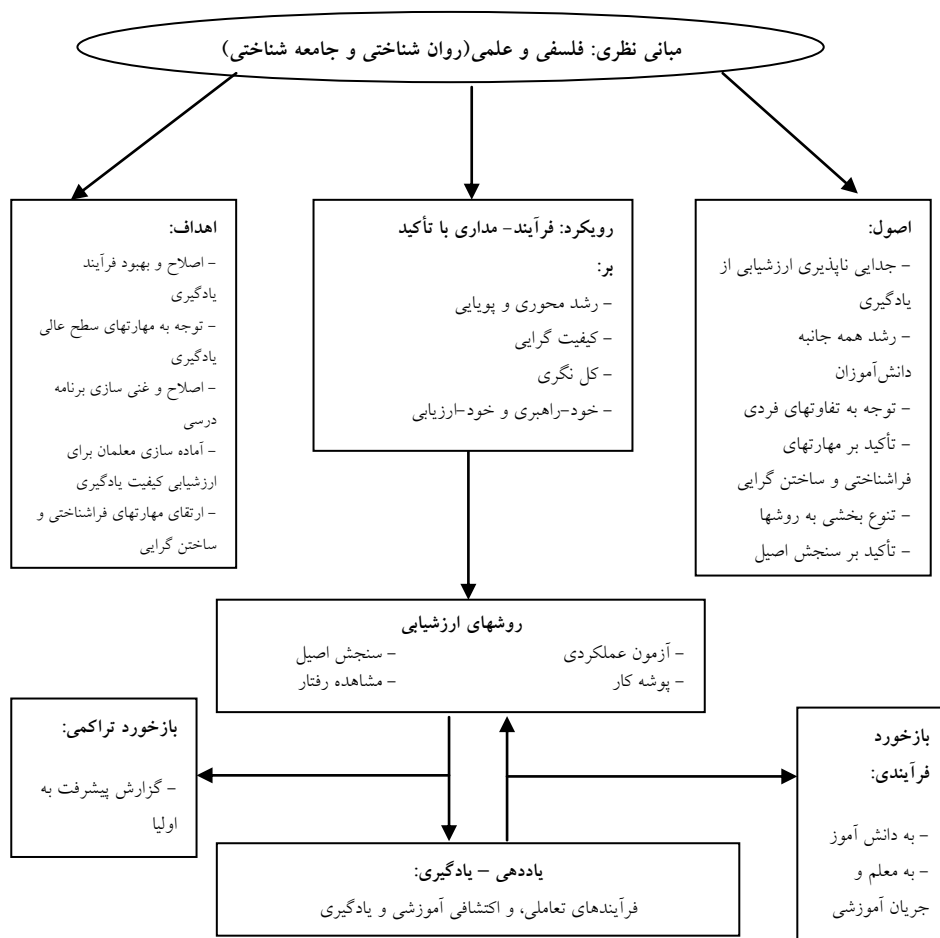 مبانی نظری: فلسفی و علمی(روان شناختی و جامعه شناختی)
اصول:
- جدایی ناپذیری ارزشیابی از
یادگیری
- رشد همه جانبه
دانش‌آموزان
- توجه به تفاوتهای فردی
- تأکید بر مهارتهای
فراشناختی و ساختن گرایی
- تنوع بخشی به روشها
- تأکید بر سنجش اصیل
رویکرد: فرآیند- مداری با تأکید
بر:
- رشد محوری و پویایی
- کیفیت گرایی
- کل نگری
- خود-راهبری و خود-ارزیابی
اهداف:
- اصلاح و بهبود فرآیند
یادگیری
- توجه به مهارتهای سطح عالی
یادگیری
- اصلاح و غنی سازی برنامه
درسی
- آماده سازی معلمان برای
ارزشیابی کیفیت یادگیری
- ارتقای مهارتهای فراشناختی و
ساختن گرایی
روشهای ارزشیابی
- آزمون عملکردی - سنجش اصیل
- پوشه کار - مشاهده رفتار
بازخورد
فرآیندی:
- به دانش آموز
- به معلم و
جریان آموزشی
بازخورد تراکمی:
- گزارش پیشرفت به
اولیا
یاددهی – یادگیری:
فرآیندهای تعاملی، و اکتشافی آموزشی و یادگیری